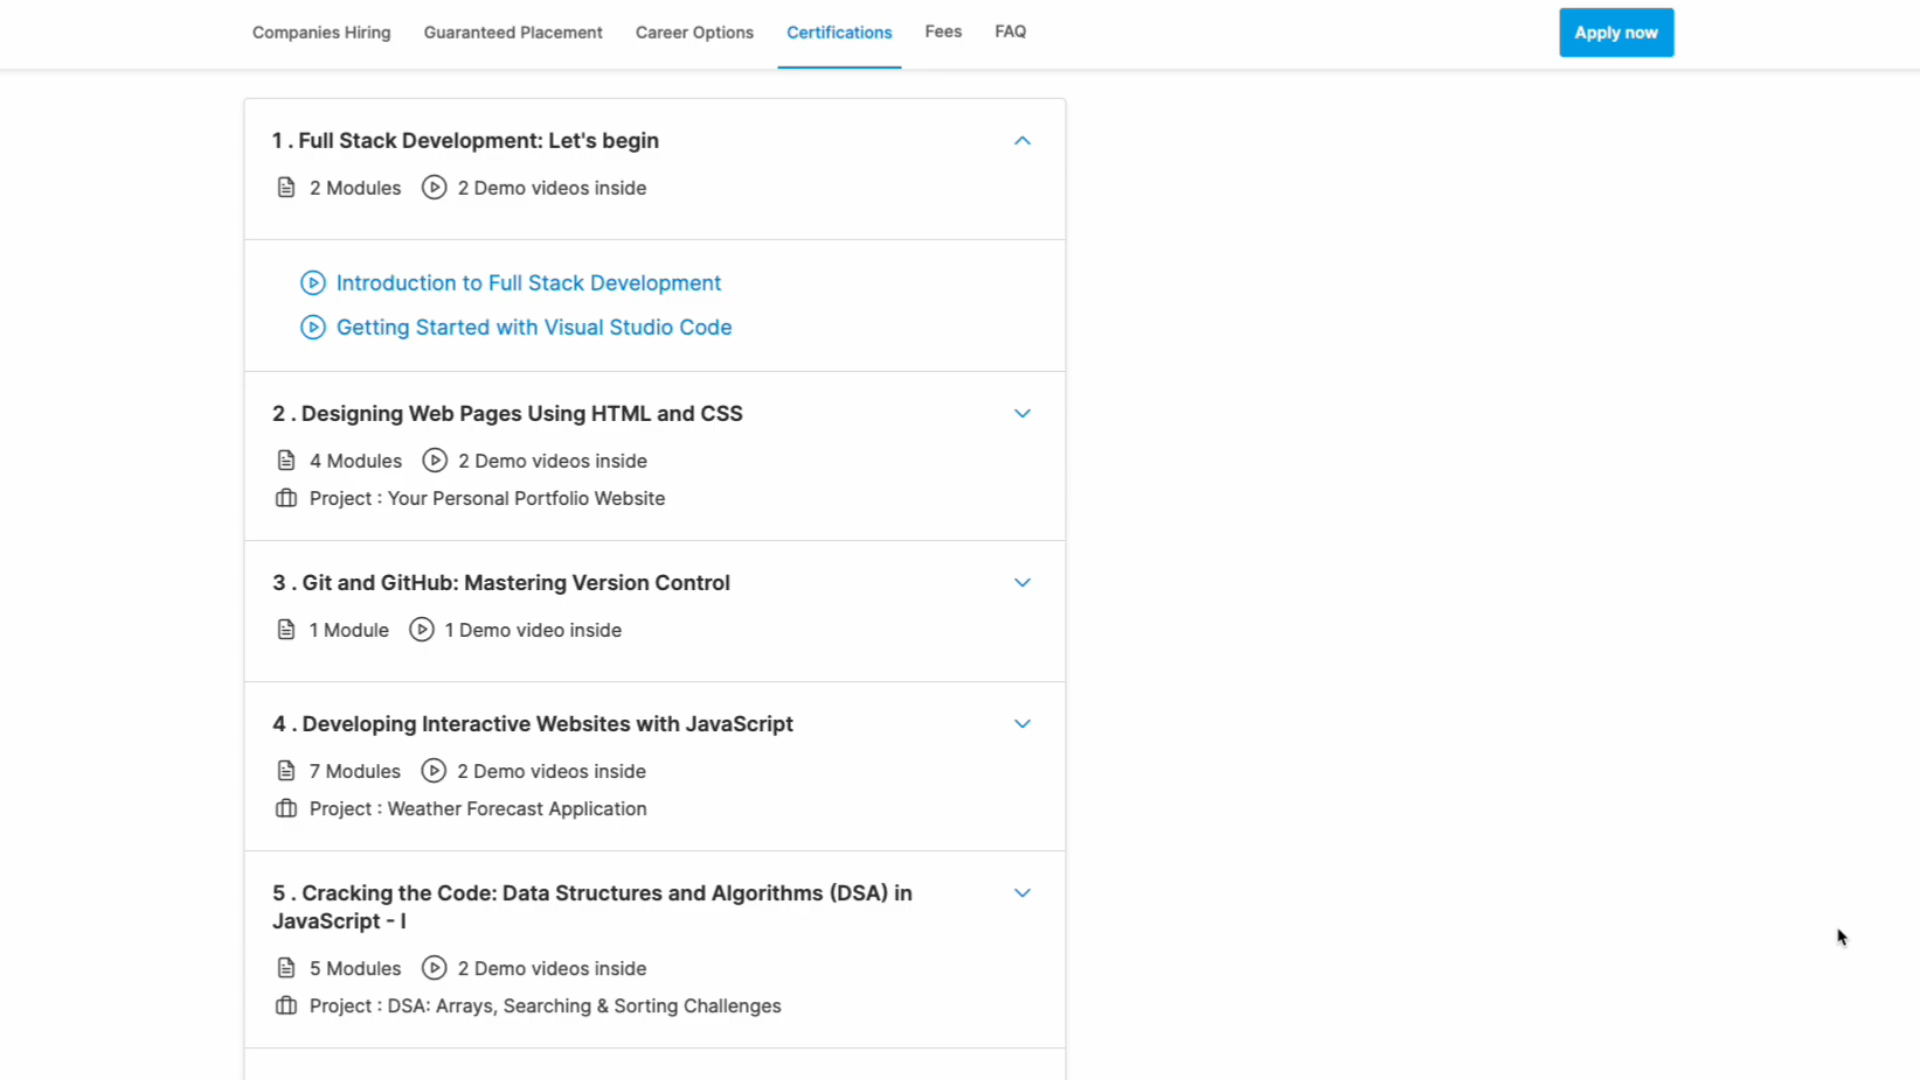 Companies Hiring Guaranteed Placement Career Options Certifications Fees FAQ Apply now
1 . Full Stack Development: Let's begin
2 Modules 2 Demo videos inside
Introduction to Full Stack Development
Getting Started with Visual Studio Code
2 . Designing Web Pages Using HTML and CSS
4 Modules 2 Demo videos inside
Project : Your Personal Portfolio Website
3 . Git and GitHub: Mastering Version Control
1 Module 1 Demo video inside
4 . Developing Interactive Websites with JavaScript
7 Modules 2 Demo videos inside
Project : Weather Forecast Application
5 . Cracking the Code: Data Structures and Algorithms (DSA) in
JavaScript - I
5 Modules 2 Demo videos inside
Project : DSA: Arrays, Searching & Sorting Challenges